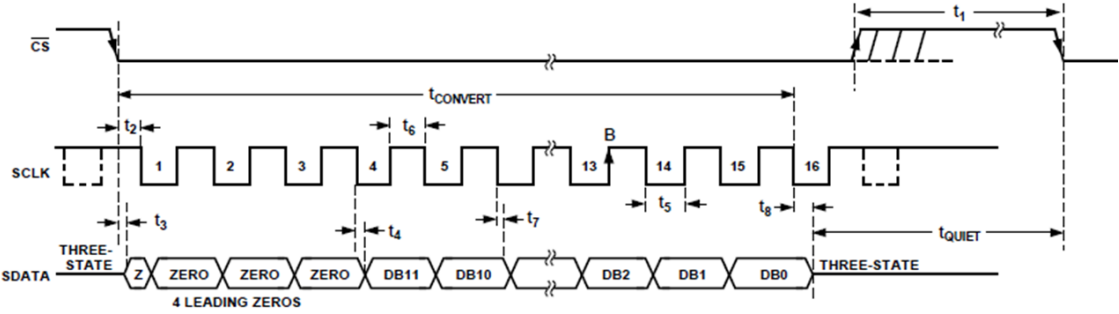 t1
CS
tCONVERT
t2
t6
B
SCLK
1 2 3 4 5 13 14 15 16
t3
t4
t7
t5
t8
tQUIET
THREE-
STATE
SDATA
Z ZERO ZERO ZERO DB11 DB10 DB2 DB1 DB0
THREE-STATE
4 LEADING ZEROS